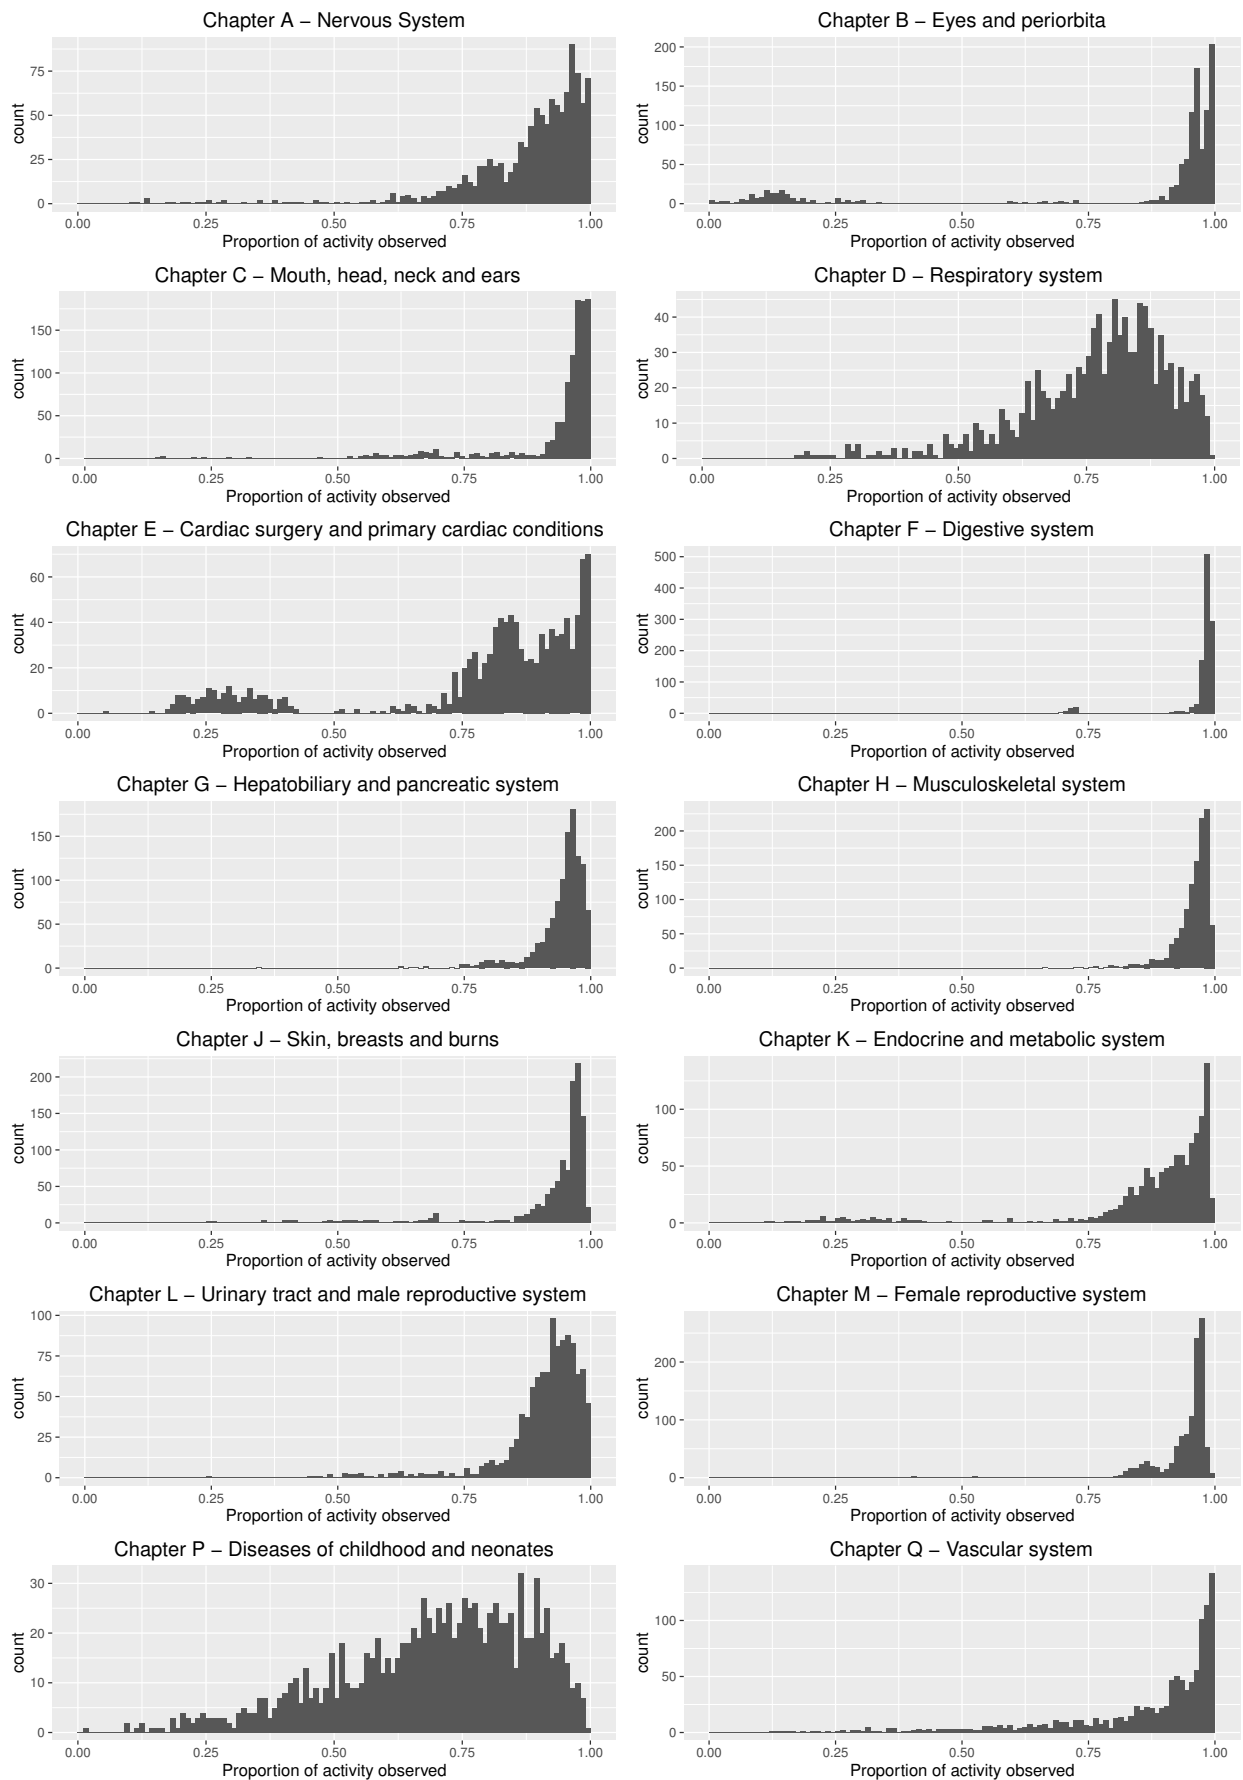 Chapter A – Nervous System
75
50
25
0
count
0.00 0.25 0.50 0.75 1.00
Proportion of activity observed
Chapter B – Eyes and periorbita
200
150
100
50
0
count
0.00 0.25 0.50 0.75 1.00
Proportion of activity observed
Chapter C – Mouth, head, neck and ears
150
100
50
0
count
0.00 0.25 0.50 0.75 1.00
Proportion of activity observed
Chapter D – Respiratory system
40
30
20
10
0
count
0.00 0.25 0.50 0.75 1.00
Proportion of activity observed
Chapter E – Cardiac surgery and primary cardiac conditions
60
40
20
0
count
0.00 0.25 0.50 0.75 1.00
Proportion of activity observed
Chapter F – Digestive system
500
400
300
200
100
0
count
0.00 0.25 0.50 0.75 1.00
Proportion of activity observed
Chapter G – Hepatobiliary and pancreatic system
150
100
50
0
count
0.00 0.25 0.50 0.75 1.00
Proportion of activity observed
Chapter H – Musculoskeletal system
200
150
100
50
0
count
0.00 0.25 0.50 0.75 1.00
Proportion of activity observed
Chapter J – Skin, breasts and burns
200
150
100
50
0
count
0.00 0.25 0.50 0.75 1.00
Proportion of activity observed
Chapter K – Endocrine and metabolic system
100
50
0
count
0.00 0.25 0.50 0.75 1.00
Proportion of activity observed
Chapter L – Urinary tract and male reproductive system
100
75
50
25
0
count
0.00 0.25 0.50 0.75 1.00
Proportion of activity observed
Chapter M – Female reproductive system
200
100
0
count
0.00 0.25 0.50 0.75 1.00
Proportion of activity observed
Chapter P – Diseases of childhood and neonates
30
20
10
0
count
0.00 0.25 0.50 0.75 1.00
Proportion of activity observed
Chapter Q – Vascular system
100
50
0
count
0.00 0.25 0.50 0.75 1.00
Proportion of activity observed